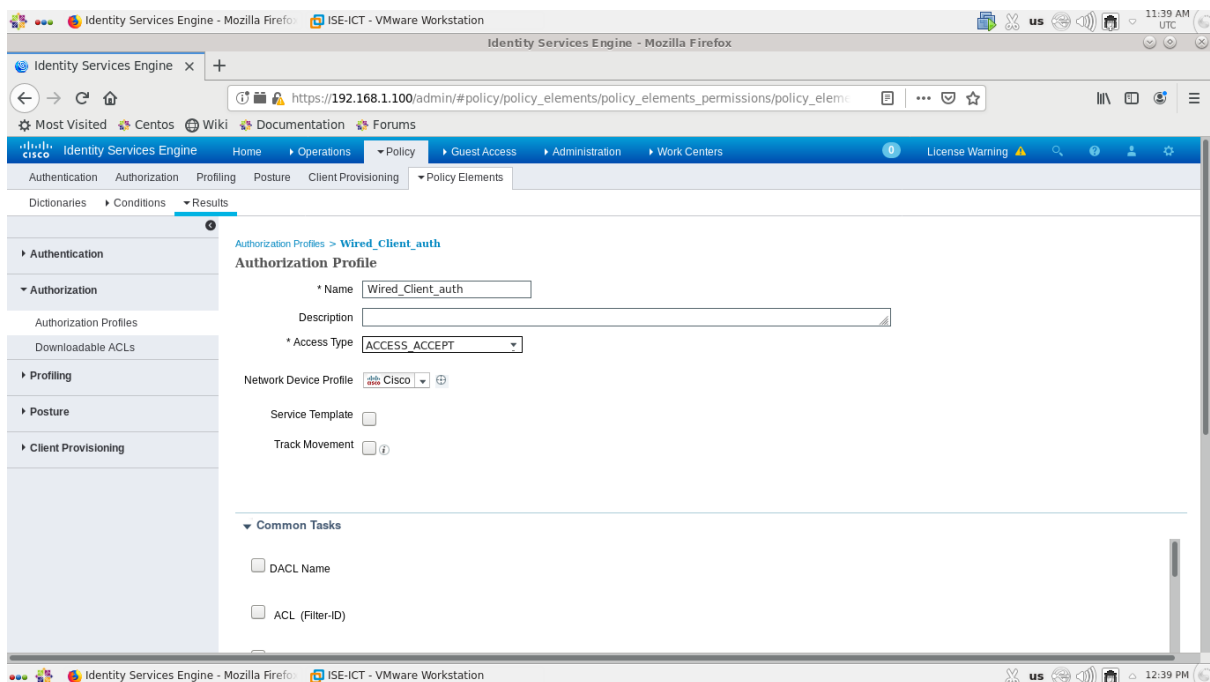 Identity Services Engine - Mozilla Firefo
ISE-ICT - VMware Workstation
us
11:39 AM
UTC
Identity Services Engine - Mozilla Firefox
Identity Services Engine
https://192.168.1.100/admin/#policy/policy_elements/policy_elements_permissions/policy_eleme
Most Visited Centos Wiki Documentation Forums
CISCO Identity Services Engine Home Operations Policy Guest Access Administration Work Centers 0 License Warning
Authentication Authorization Profiling Posture Client Provisioning Policy Elements
Dictionaries Conditions Results
Authentication
Authorization
Authorization Profiles
Downloadable ACLs
Profiling
Posture
Client Provisioning
Authorization Profiles > Wired_Client_auth
Authorization Profile
* Name Wired_Client_auth
Description
* Access Type ACCESS_ACCEPT
Network Device Profile Cisco
Service Template
Track Movement
Common Tasks
DACL Name
ACL (Filter-ID)
Identity Services Engine - Mozilla Firefo
ISE-ICT - VMware Workstation
us
12:39 PM